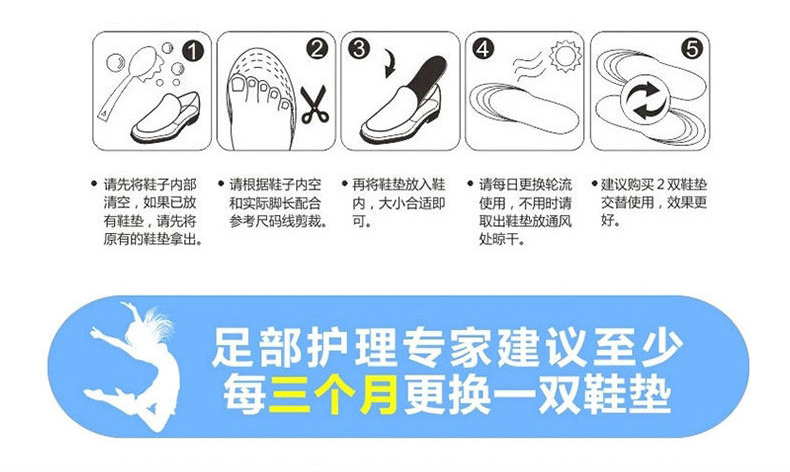 1
2
3
4
5
• 请先将鞋子内部
清空，如果已放
有鞋垫，请先将
原有的鞋垫拿出。
• 请根据鞋子内空
和实际脚长配合
参考尺码线剪裁。
• 再将鞋垫放入鞋
内，大小合适即
可。
• 请每日更换轮流
使用，不用时请
取出鞋垫放通风
处晾干。
• 建议购买2双鞋垫
交替使用，效果更
好。
足部护理专家建议至少
每三个月更换一双鞋垫